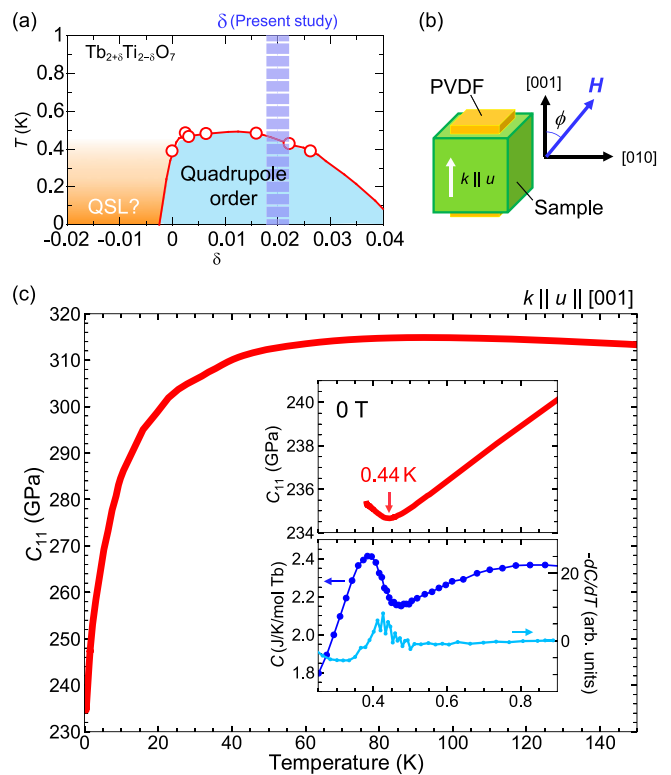 (a)
δ (Present study)
Tb2+δTi2-δO7
T (K)
1
0.8
0.6
0.4
0.2
0
QSL?
Quadrupole
order
-0.02 -0.01 0 0.01 0.02 0.03 0.04
δ
(b)
PVDF
[001]
H
ϕ
[010]
k || u
Sample
(c)
k || u || [001]
C11 (GPa)
320
310
300
290
280
270
260
250
240
230
0 20 40 60 80 100 120 140
Temperature (K)
0 T
C11 (GPa)
240
238
236
234
0.44 K
C (J/K/mol Tb)
2.4
2.2
2.0
1.8
20
0
-dC/dT (arb. units)
0.4 0.6 0.8